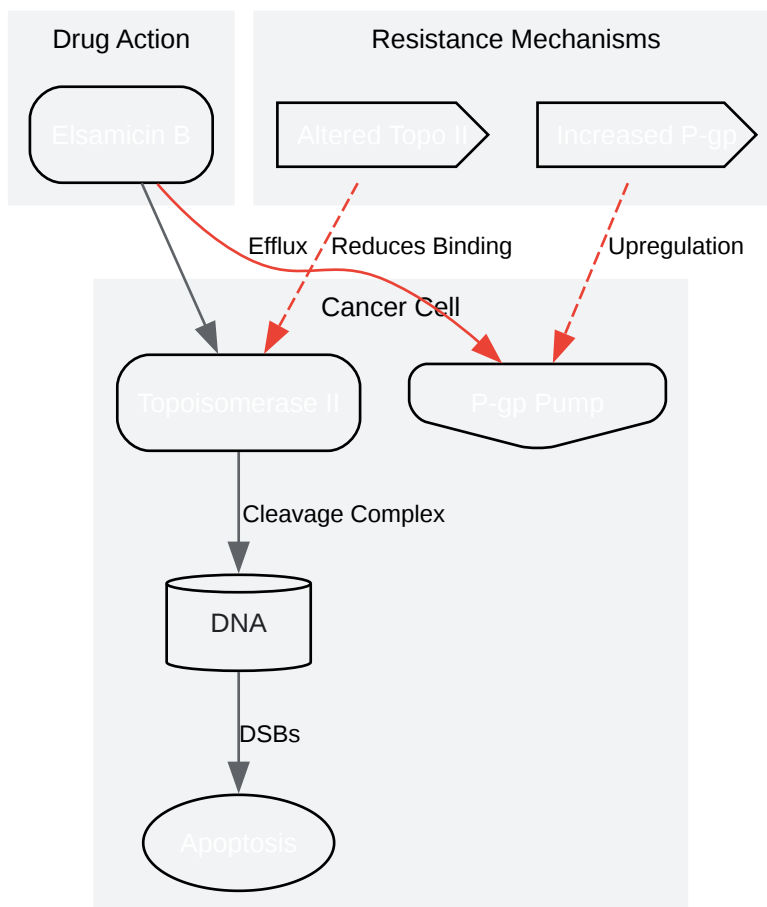 Drug Action
Resistance Mechanisms
Elsamicin B
Altered Topo II
Increased P-gp
Efflux
Reduces Binding
Upregulation
Cancer Cell
Topoisomerase II
P-gp Pump
Cleavage Complex
DNA
DSBs
Apoptosis